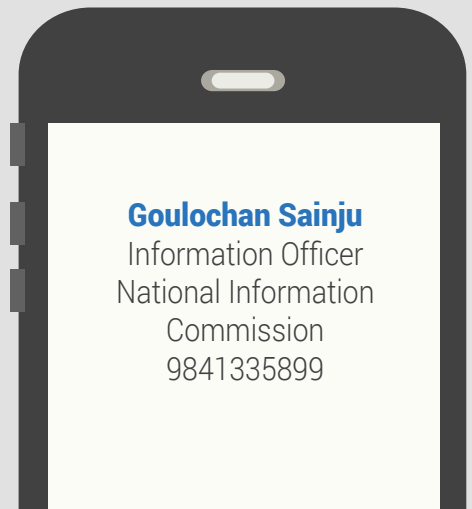 Goulochan Sainju
Information Officer
National Information
Commission
9841335899